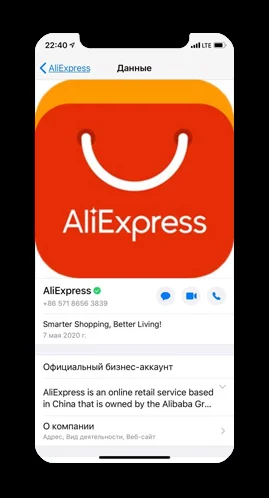 22:40 LTE
AliExpress Данные
AliExpress
AliExpress
+86 571 8656 3839
Smarter Shopping, Better Living!
7 мая 2020 г.
Официальный бизнес-аккаунт
AliExpress is an online retail service based
in China that is owned by the Alibaba Gr...
О компании
Адрес, Вид деятельности, Веб-сайт